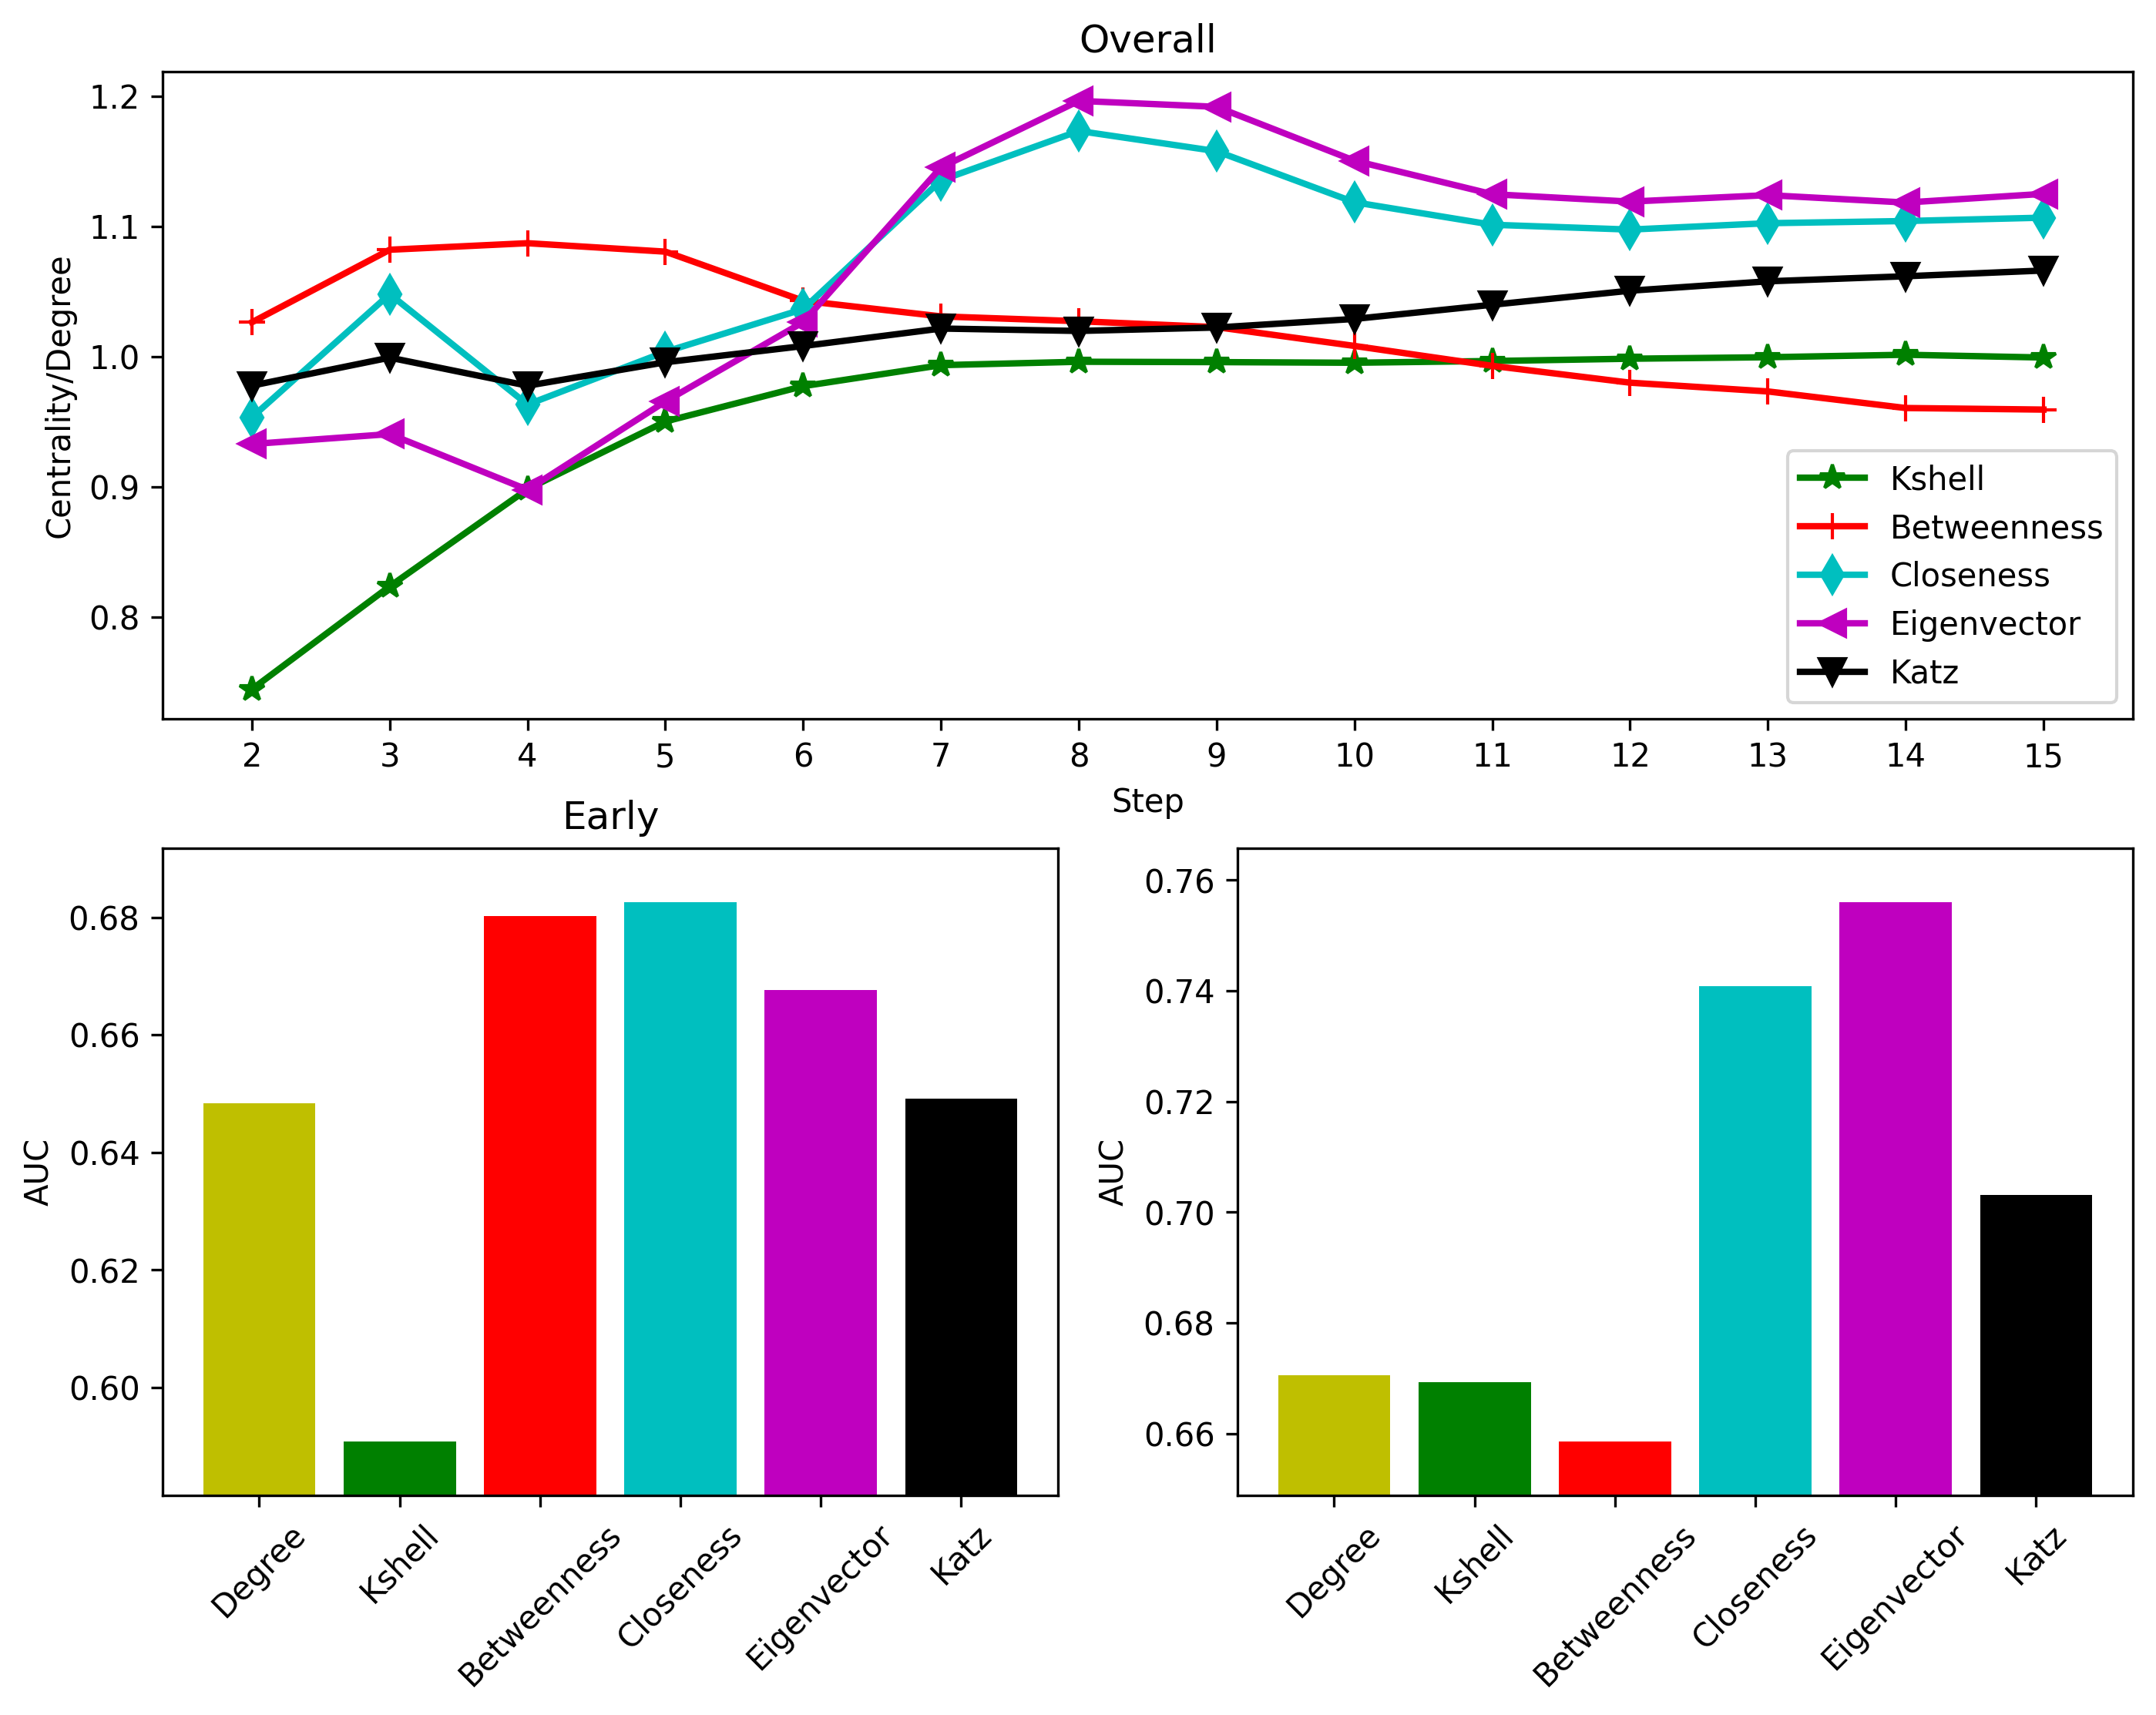 Overall
Centrality/Degree
1.2
1.1
1.0
0.9
0.8
2 3 4 5 6 7 8 9 10 11 12 13 14 15
Step
Kshell
Betweenness
Closeness
Eigenvector
Katz
Early
AUC
0.68
0.66
0.64
0.62
0.60
Degree Kshell Betweenness Closeness Eigenvector Katz
AUC
0.76
0.74
0.72
0.70
0.68
0.66
Degree Kshell Betweenness Closeness Eigenvector Katz